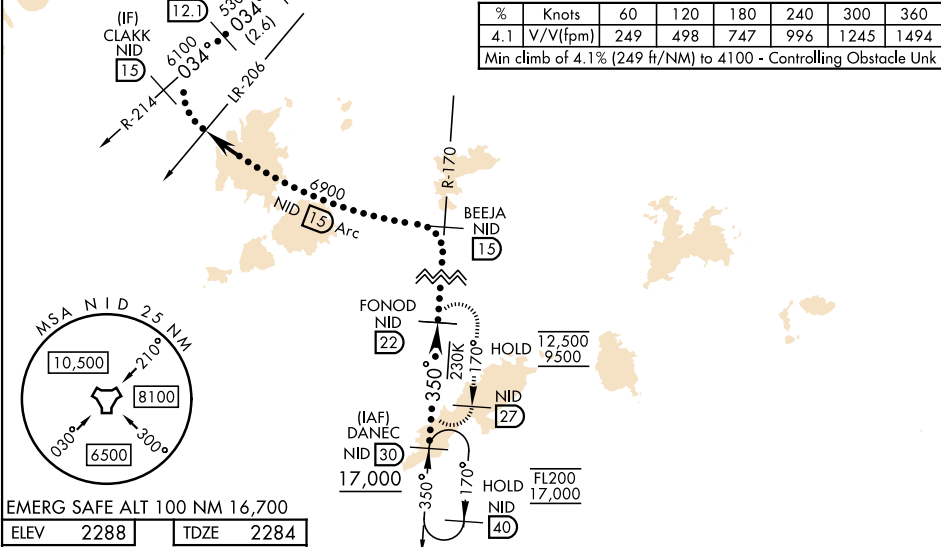 12.1
530
034°
(2.6)
(IF)
CLAKK
NID
15
6100
034°
R-214
LR-206
% Knots 60 120 180 240 300 360
4.1 V/V(fpm) 249 498 747 996 1245 1494
Min climb of 4.1% (249 ft/NM) to 4100 - Controlling Obstacle Unk
R-170
6900
NID 15 Arc
BEEJA
NID
15
FONOD
NID
22
350°
230K
170°
HOLD 12,500
9500
NID
27
(IAF)
DANEC
NID 30
17,000
350°
170°
HOLD FL200
17,000
NID
40
MSA NID 25 NM
10,500
210°
8100
030°
300°
6500
EMERG SAFE ALT 100 NM 16,700
ELEV 2288
TDZE 2284